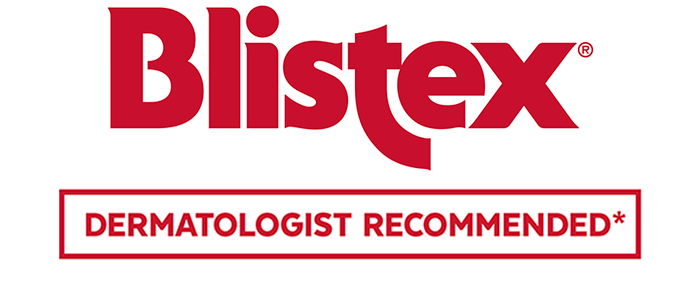 Blistex®
DERMATOLOGIST RECOMMENDED*